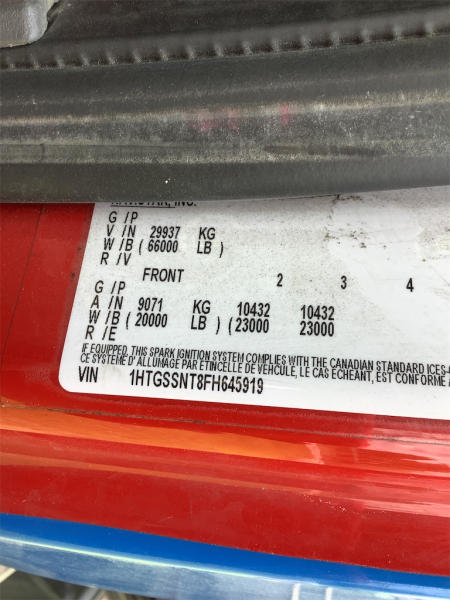 NAVISTAR, INC.
G / P
V / N 29937 KG
W / B ( 66000 LB )
R / V
FRONT 2 3 4
G / P
A / N 9071 KG 10432 10432
W / B ( 20000 LB ) ( 23000 23000
R / E
IF EQUIPPED, THIS SPARK IGNITION SYSTEM COMPLIES WITH THE CANADIAN STANDARD ICES-
CE SYSTEME D' ALLUMAGE PAR ETINCELLE DE VEHICULE, LE CAS ECHEANT, EST CONFORME
VIN 1HTGSSNT8FH645919